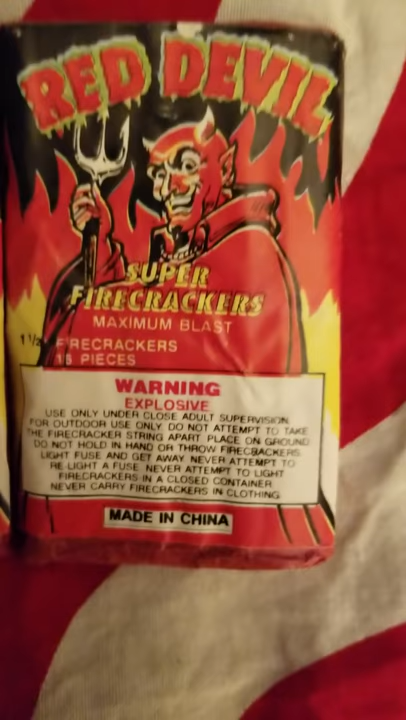 RED DEVIL
SUPER
FIRECRACKERS
MAXIMUM BLAST
1 1/2 FIRECRACKERS
16 PIECES
WARNING
EXPLOSIVE
USE ONLY UNDER CLOSE ADULT SUPERVISION.
FOR OUTDOOR USE ONLY DO NOT ATTEMPT TO TAKE
THE FIRECRACKER STRING APART. PLACE ON GROUND
DO NOT HOLD IN HAND OR THROW FIRECRACKERS.
LIGHT FUSE AND GET AWAY. NEVER ATTEMPT TO
RE-LIGHT A FUSE. NEVER ATTEMPT TO LIGHT
FIRECRACKERS IN A CLOSED CONTAINER.
NEVER CARRY FIRECRACKERS IN CLOTHING.
MADE IN CHINA